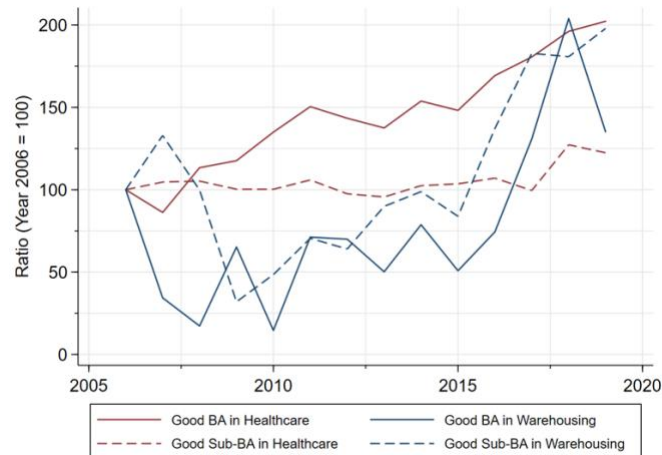 200
150
100
50
0
Ratio (Year 2006 = 100)
2005 2010 2015 2020
Good BA in Healthcare Good BA in Warehousing
Good Sub-BA in Healthcare Good Sub-BA in Warehousing